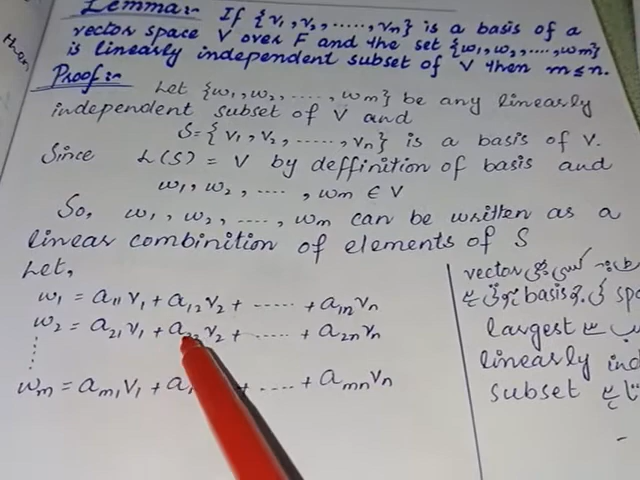 Lemma:- If {v₁, v₂, ....., vₙ} is a basis of a
vector space V over F and the set {w₁, w₂, ...., wₘ}
is linearly independent subset of V then m ≤ n.
Proof:- Let {w₁, w₂, ...., wₘ} be any linearly
independent subset of V and
S = {v₁, v₂, ....., vₙ} is a basis of V.
Since L(S) = V by deffinition of basis and
w₁, w₂, ...., wₘ ∈ V
So, w₁, w₂, ...., wₘ can be written as a
linear combinition of elements of S
Let,
w₁ = a₁₁v₁ + a₁₂v₂ + ...... + a₁ₙvₙ
w₂ = a₂₁v₁ + a₂₂v₂ + ..... + a₂ₙvₙ
wₘ = aₘ₁v₁ + + .... + aₘₙvₙ
vector کسی
basis
largest
linearly
subset